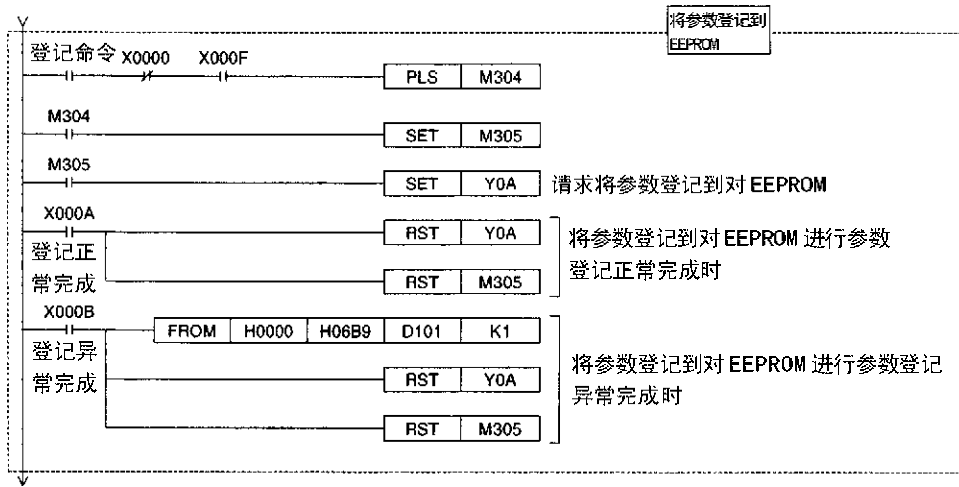 将参数登记到
EEPROM
登记命令 X0000 X000F
PLS M304
M304
SET M305
M305
SET Y0A 请求将参数登记到对EEPROM
X000A
RST Y0A
登记正
常完成
RST M305
将参数登记到对EEPROM进行参数
登记正常完成时
X000B
FROM H0000 H06B9 D101 K1
登记异
常完成
RST Y0A
RST M305
将参数登记到对EEPROM进行参数登记
异常完成时